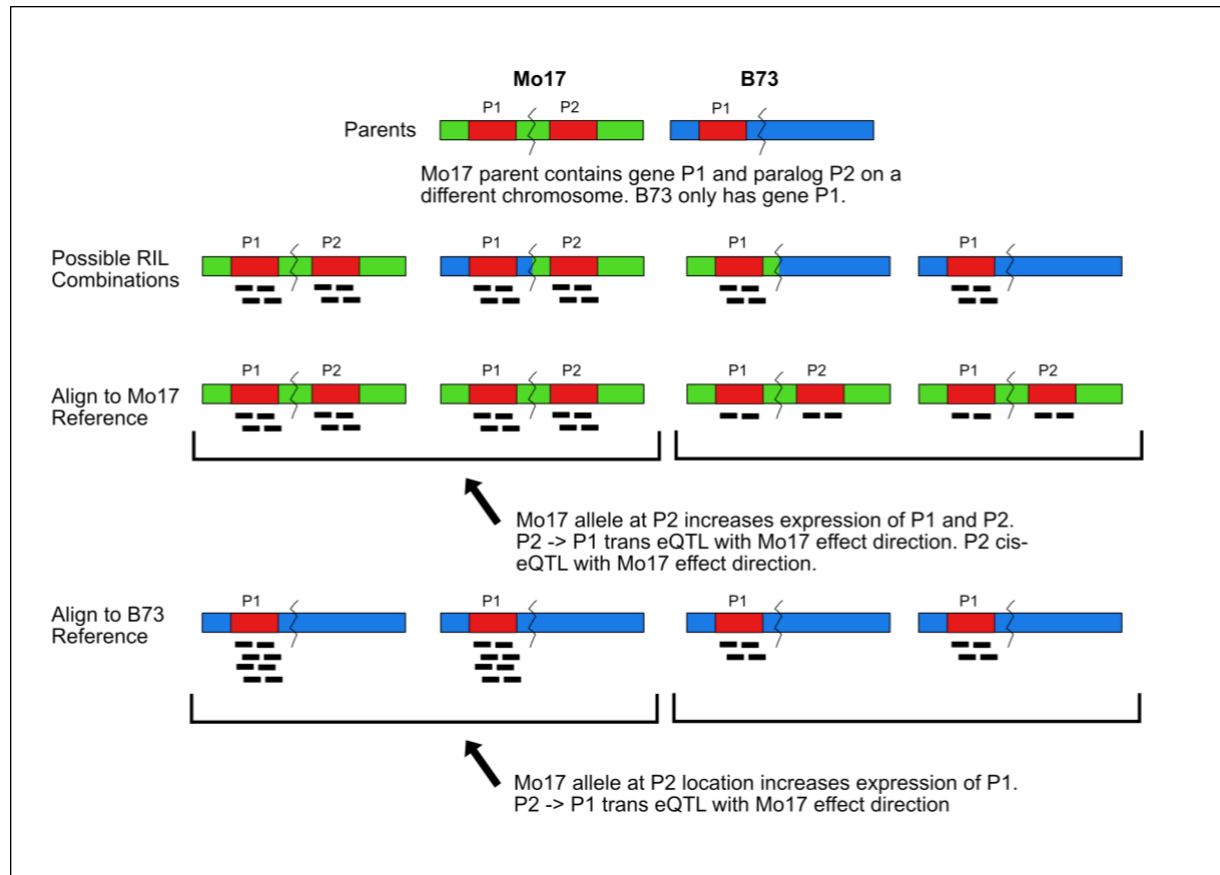 Mo17 B73
P1 P2 P1
Parents
Mo17 parent contains gene P1 and paralog P2 on a
different chromosome. B73 only has gene P1.
P1 P2 P1 P2 P1 P1
Possible RIL
Combinations
P1 P2 P1 P2 P1 P2 P1 P2
Align to Mo17
Reference
Mo17 allele at P2 increases expression of P1 and P2.
P2 -> P1 trans eQTL with Mo17 effect direction. P2 cis-
eQTL with Mo17 effect direction.
P1 P1 P1 P1
Align to B73
Reference
Mo17 allele at P2 location increases expression of P1.
P2 -> P1 trans eQTL with Mo17 effect direction